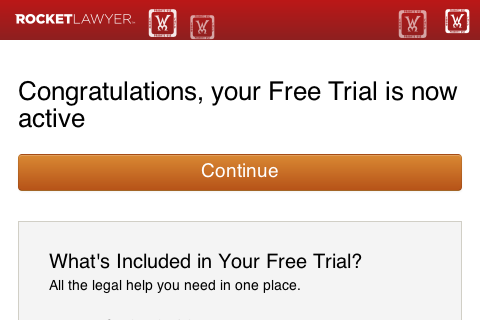 ROCKETLAWYER
Congratulations, your Free Trial is now
active
Continue
What's Included in Your Free Trial?
All the legal help you need in one place.